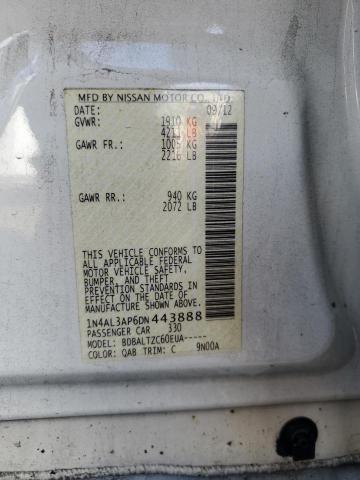 MFD BY NISSAN MOTOR CO., LTD.
DATE: 09/12
GVWR: 1910 KG
4211 LB
GAWR FR.: 1005 KG
2216 LB
GAWR RR.: 940 KG
2072 LB
THIS VEHICLE CONFORMS TO
ALL APPLICABLE FEDERAL
MOTOR VEHICLE SAFETY,
BUMPER, AND THEFT
PREVENTION STANDARDS IN
EFFECT ON THE DATE OF
MANUFACTURE SHOWN ABOVE.
1N4AL3AP6DN443888
PASSENGER CAR 330
MODEL: BDBALTZC60EUA-----
COLOR: QAB TRIM: C 9N00A